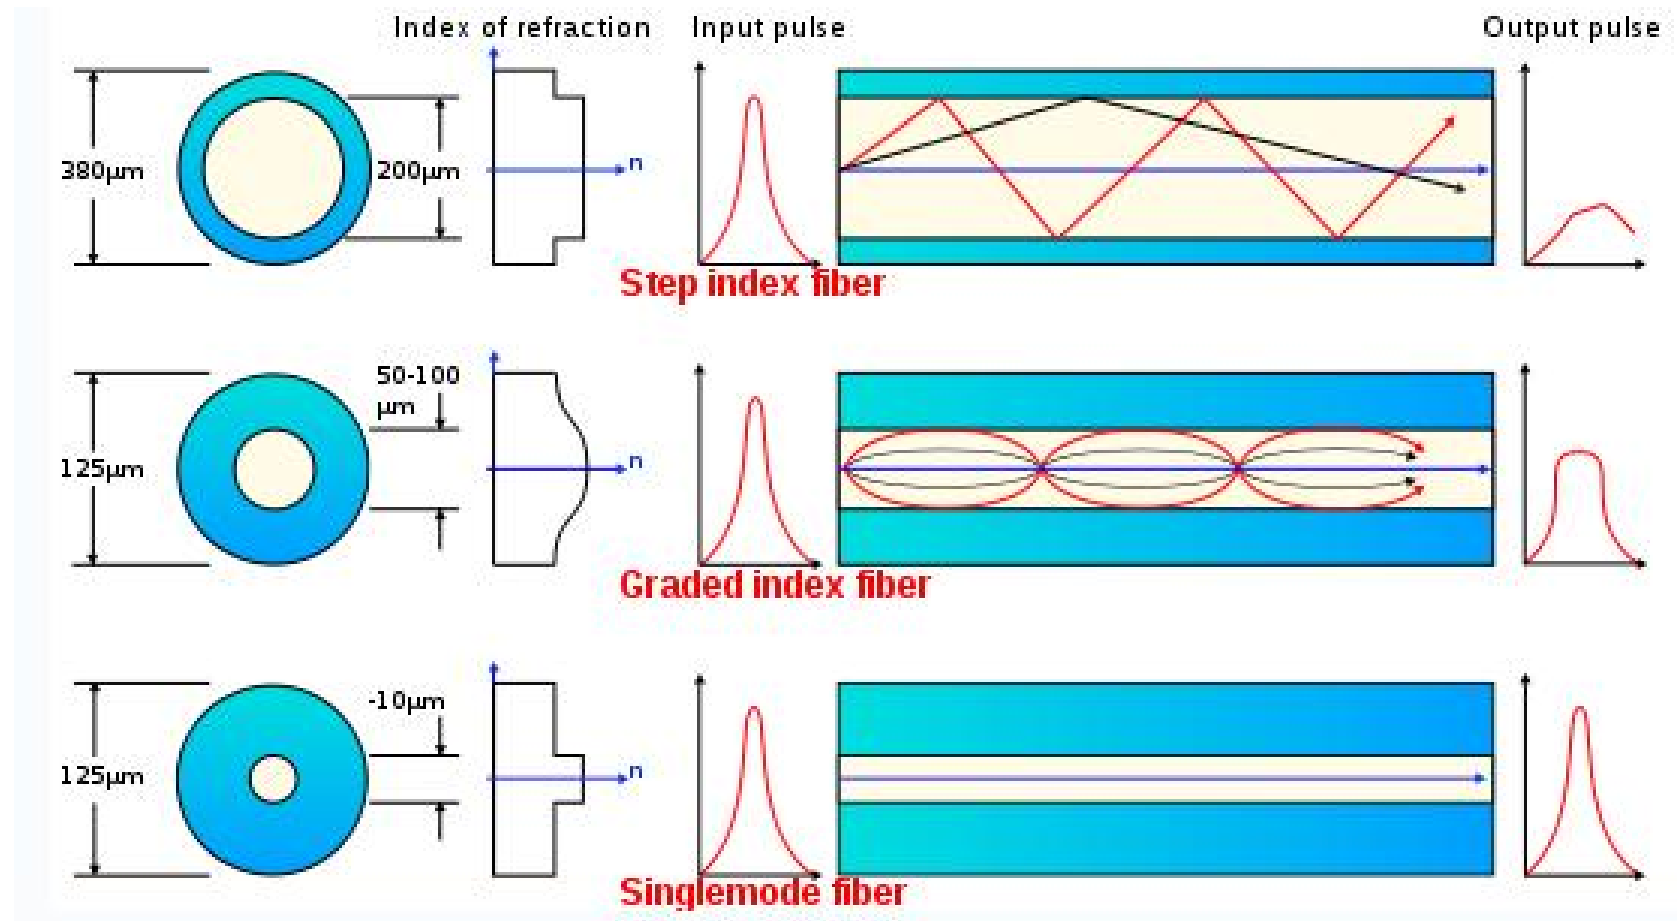 Index of refraction
Input pulse
Output pulse
380μm
200μm
n
Step index fiber
50-100
μm
125μm
n
Graded index fiber
-10μm
125μm
n
Singlemode fiber